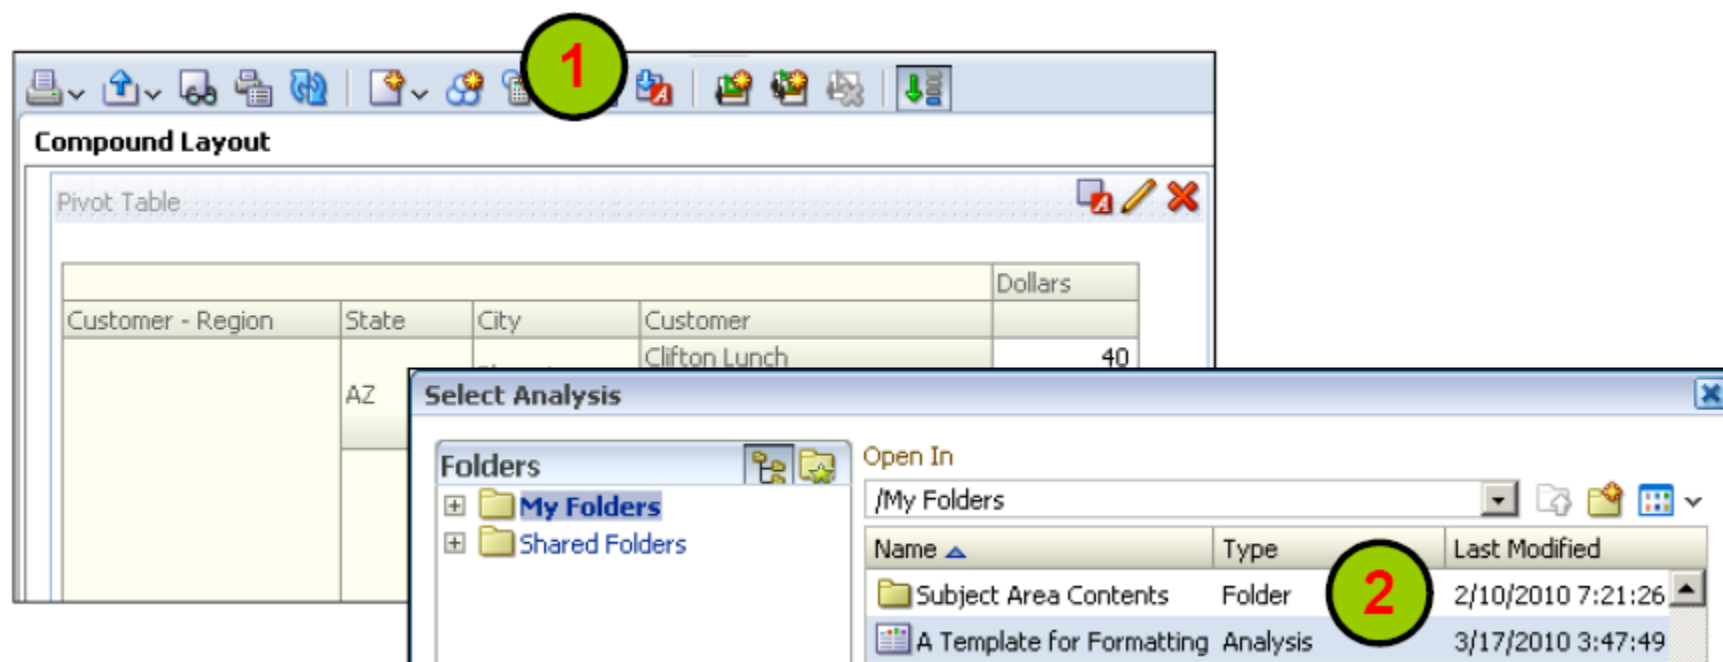 1
Compound Layout
Pivot Table
Dollars
Customer - Region State City Customer
Clifton Lunch 40
AZ
Select Analysis
Folders
My Folders
Shared Folders
Open In
/My Folders
Name Type Last Modified
Subject Area Contents Folder 2/10/2010 7:21:26
2
A Template for Formatting Analysis 3/17/2010 3:47:49